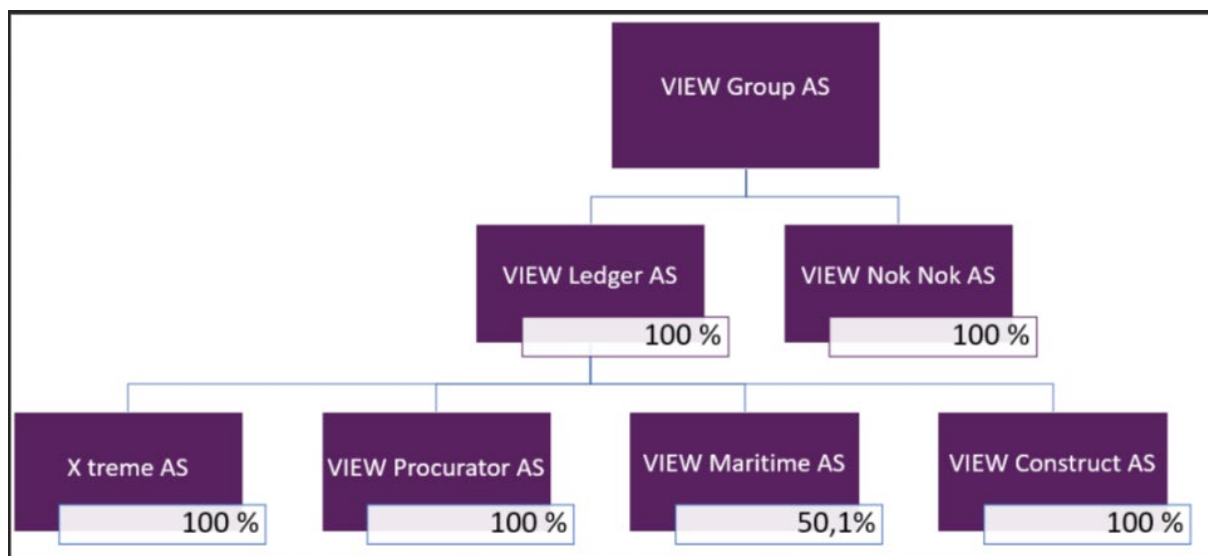 VIEW Group AS
VIEW Ledger AS
100 %
VIEW Nok Nok AS
100 %
X treme AS
100 %
VIEW Procurator AS
100 %
VIEW Maritime AS
50,1%
VIEW Construct AS
100 %